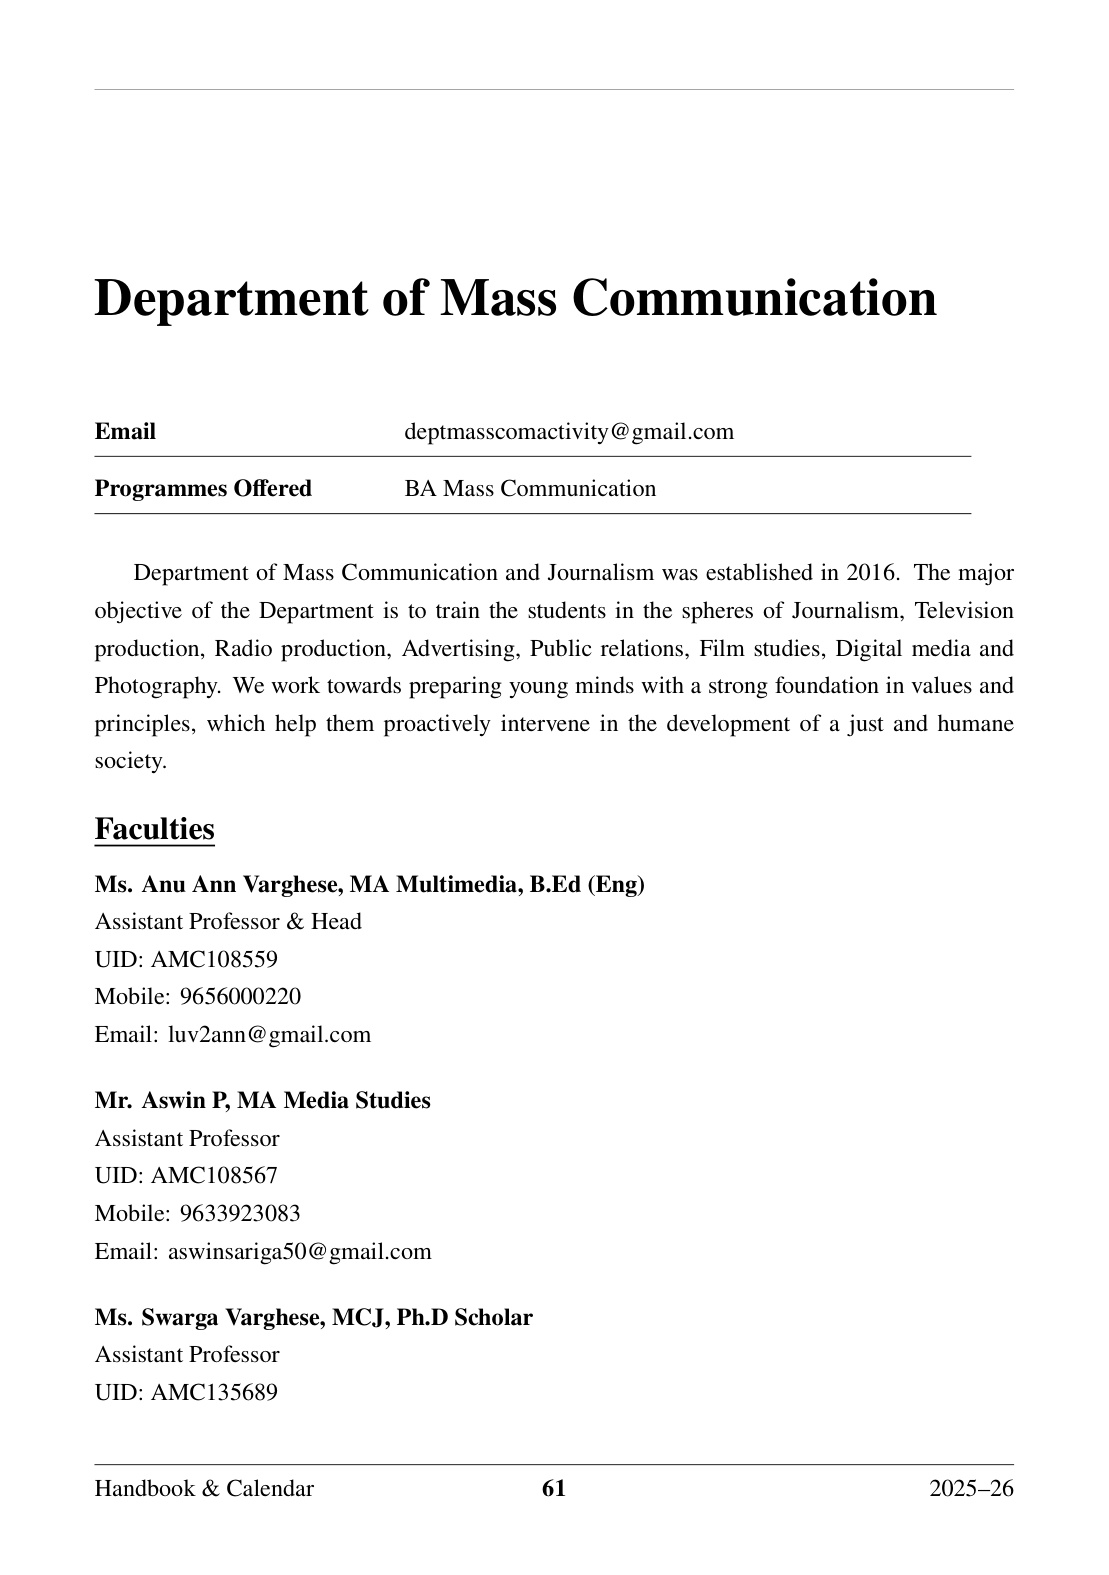 Department of Mass Communication
Email deptmasscomactivity@gmail.com
Programmes Offered BA Mass Communication
Department of Mass Communication and Journalism was established in 2016. The major
objective of the Department is to train the students in the spheres of Journalism, Television
production, Radio production, Advertising, Public relations, Film studies, Digital media and
Photography. We work towards preparing young minds with a strong foundation in values and
principles, which help them proactively intervene in the development of a just and humane
society.
Faculties
Ms. Anu Ann Varghese, MA Multimedia, B.Ed (Eng)
Assistant Professor & Head
UID: AMC108559
Mobile: 9656000220
Email: luv2ann@gmail.com
Mr. Aswin P, MA Media Studies
Assistant Professor
UID: AMC108567
Mobile: 9633923083
Email: aswinsariga50@gmail.com
Ms. Swarga Varghese, MCJ, Ph.D Scholar
Assistant Professor
UID: AMC135689
Handbook & Calendar 61 2025–26